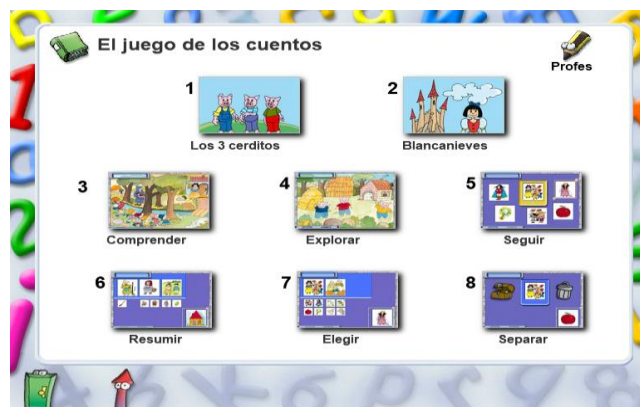 El juego de los cuentos
Profes
1
2
Los 3 cerditos
Blancanieves
3
4
5
Comprender
Explorar
Seguir
6
7
8
Resumir
Elegir
Separar